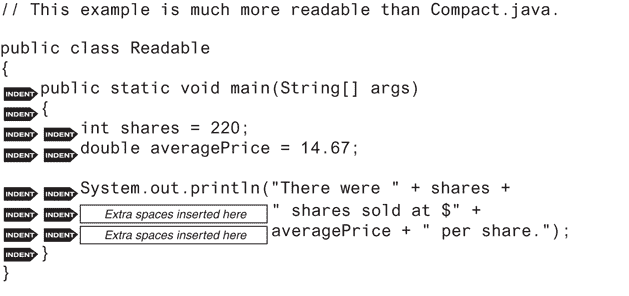 // This example is much more readable than Compact.java.
public class Readable
{
INDENT public static void main(String[] args)
INDENT {
INDENT INDENT int shares = 220;
INDENT INDENT double averagePrice = 14.67;
INDENT INDENT System.out.println("There were " + shares +
INDENT INDENT Extra spaces inserted here " shares sold at $" +
INDENT INDENT Extra spaces inserted here averagePrice + " per share.");
INDENT }
}